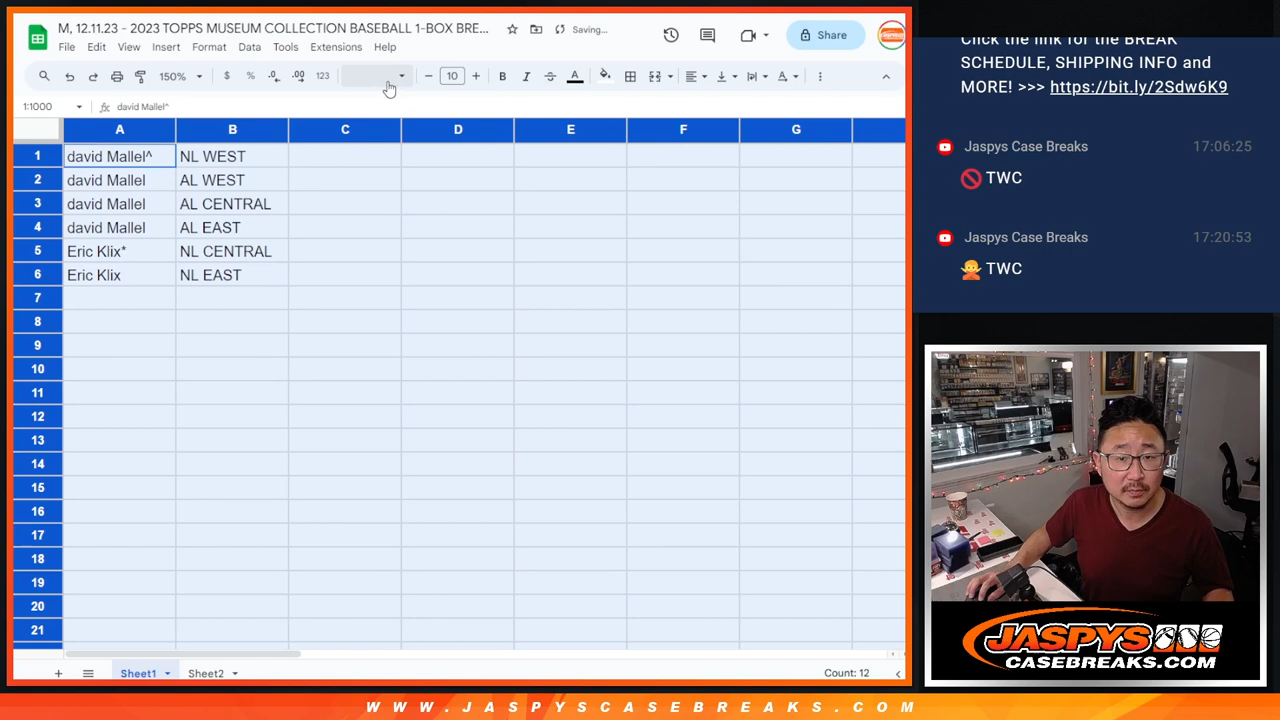 M, 12.11.23 - 2023 TOPPS MUSEUM COLLECTION BASEBALL 1-BOX BRE...
Saving...
Share
File Edit View Insert Format Data Tools Extensions Help
150% $ % .0 .00 123 10 B I A
1:1000 fx david Mallel^
A B C D E F G
1 david Mallel^ NL WEST
2 david Mallel AL WEST
3 david Mallel AL CENTRAL
4 david Mallel AL EAST
5 Eric Klix* NL CENTRAL
6 Eric Klix NL EAST
7
8
9
10
11
12
13
14
15
16
17
18
19
20
21
Sheet1 Sheet2 Count: 12
Click the link for the BREAK
SCHEDULE, SHIPPING INFO and
MORE! >>> https://bit.ly/2Sdw6K9
Jaspys Case Breaks 17:06:25
TWC
Jaspys Case Breaks 17:20:53
TWC
JASPYS
CASEBREAKS.COM
WWW.JASPYSCASEBREAKS.COM